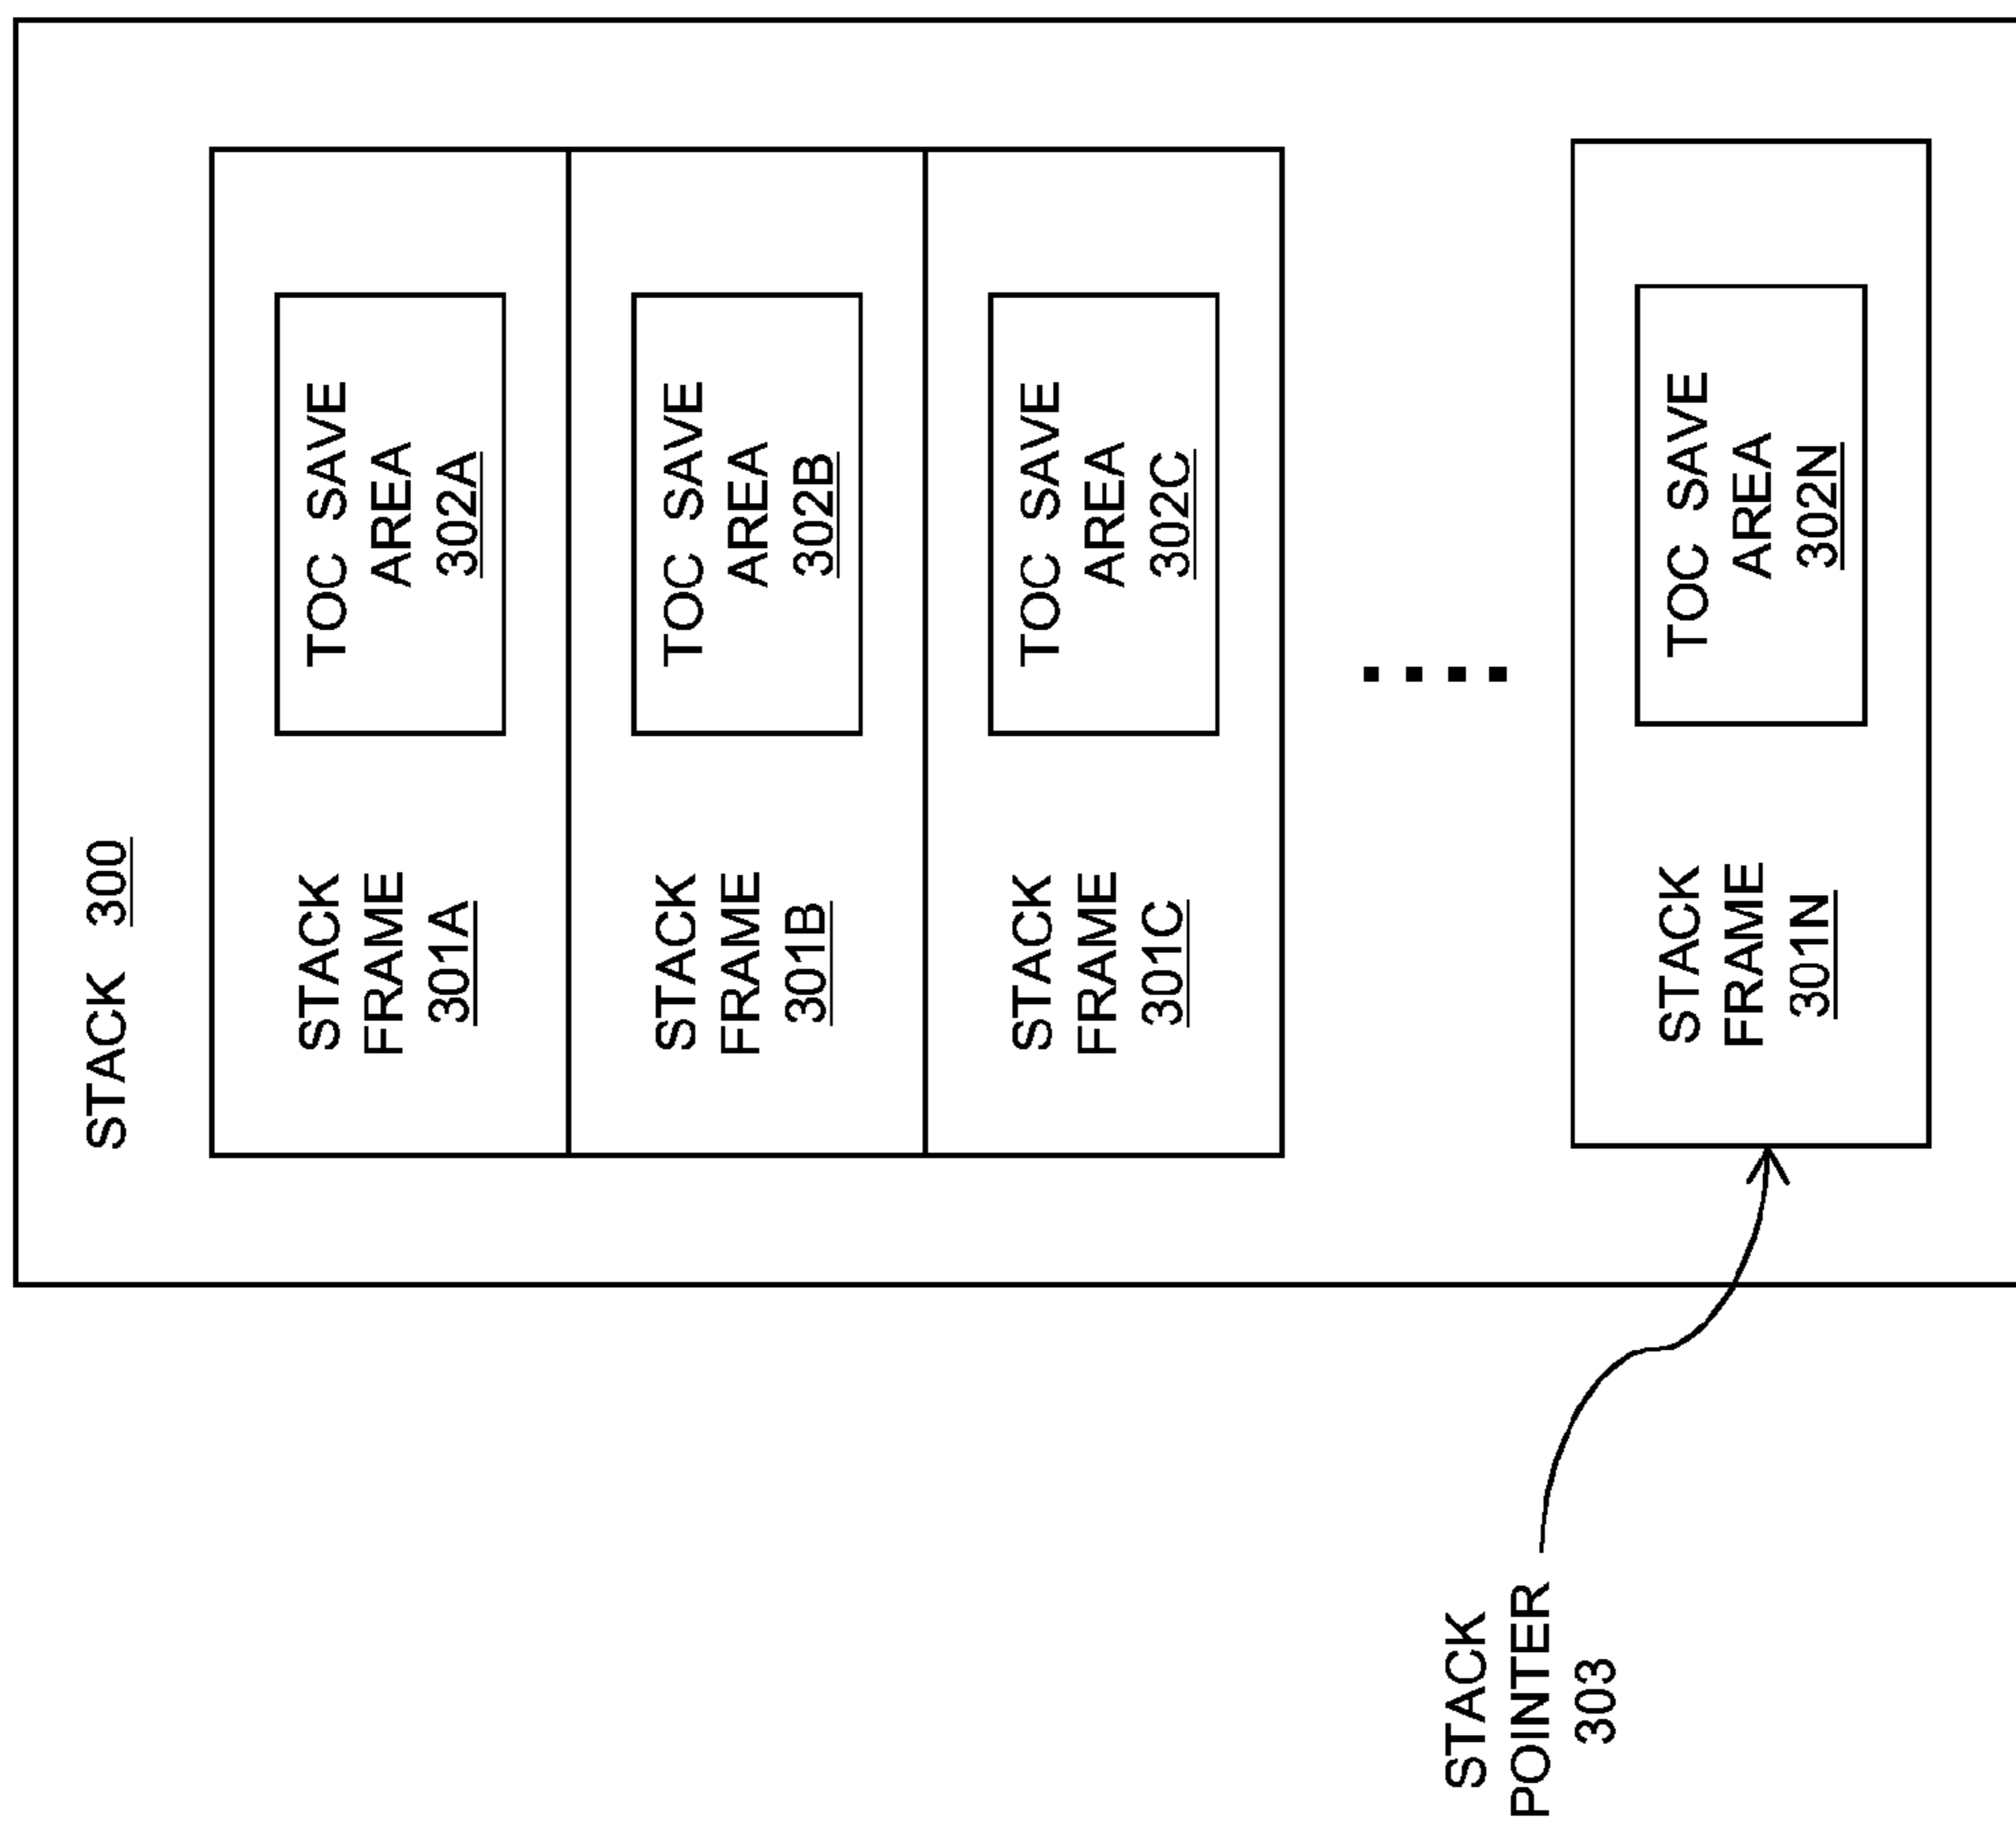 STACK 300
STACK
FRAME
301A
TOC SAVE
AREA
302A
STACK
FRAME
301B
TOC SAVE
AREA
302B
STACK
FRAME
301C
TOC SAVE
AREA
302C
STACK
POINTER
303
STACK
FRAME
301N
TOC SAVE
AREA
302N